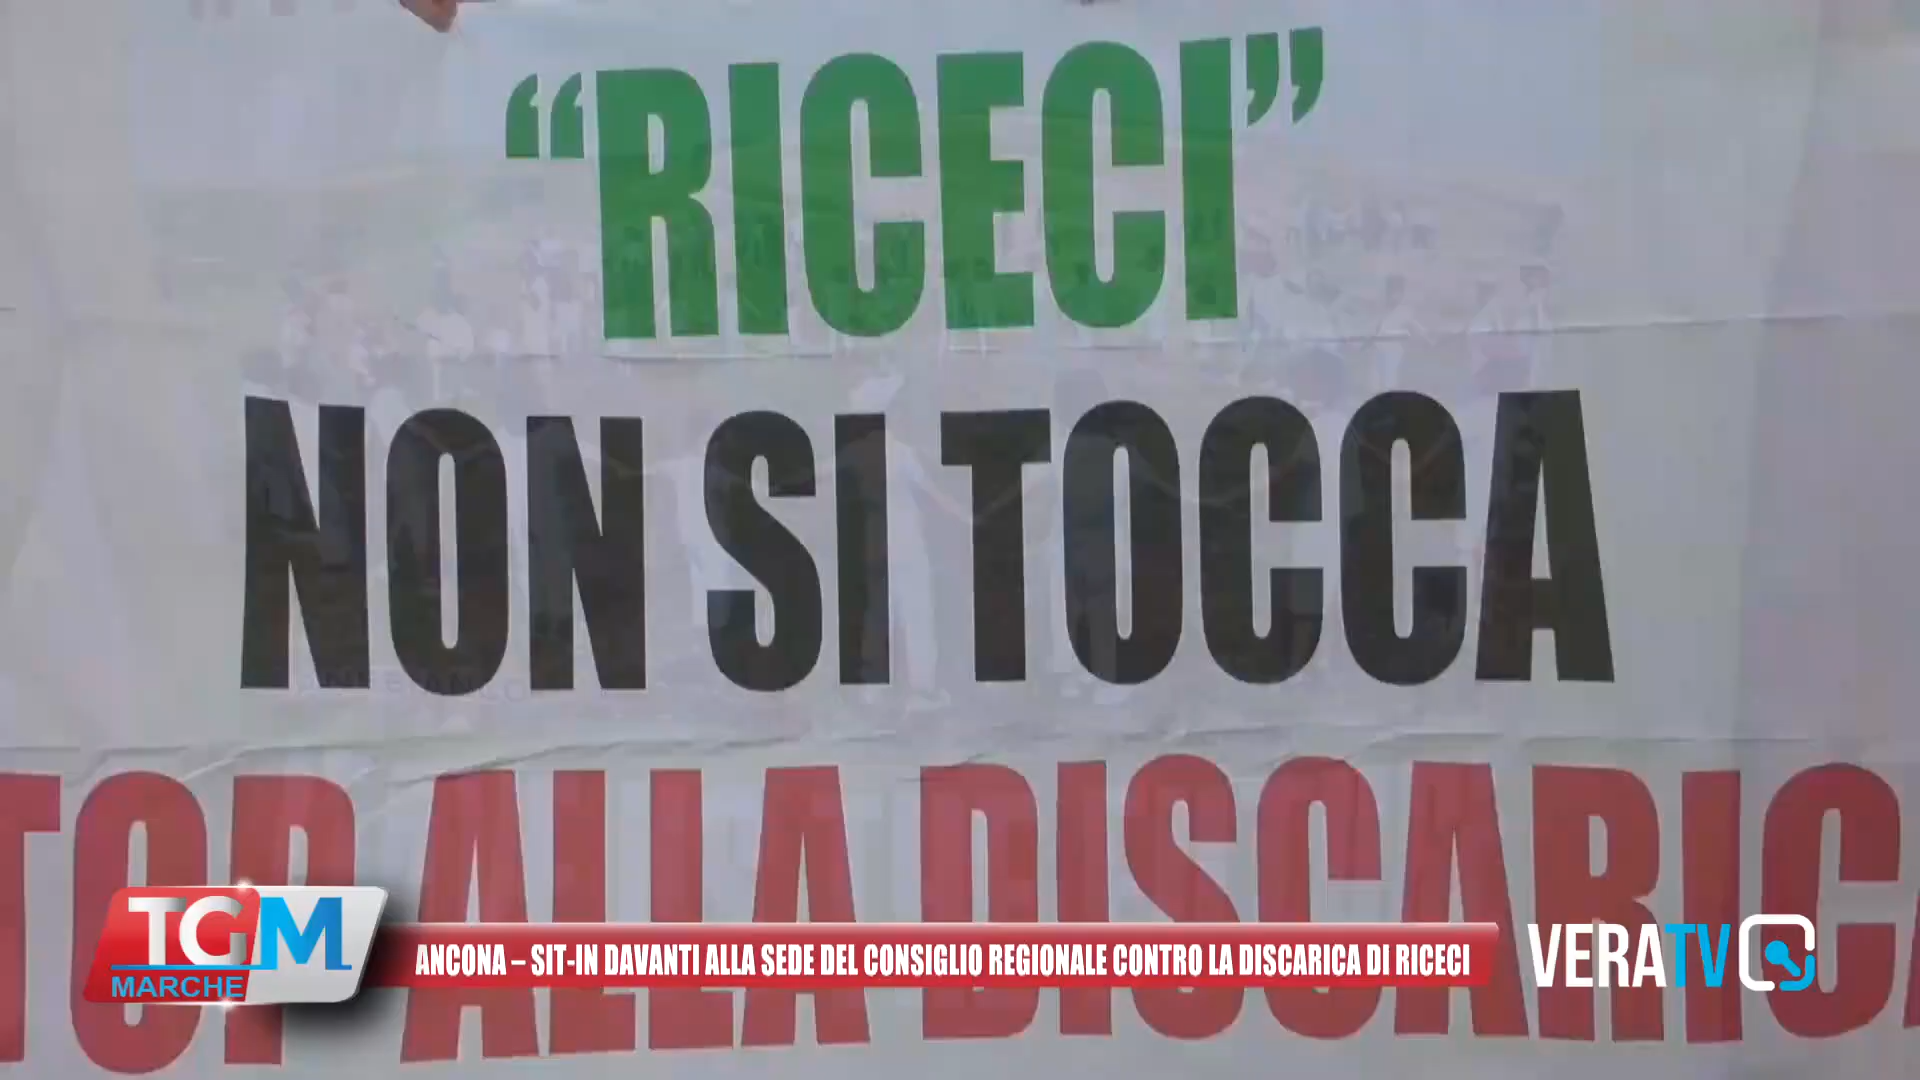 “RICECI”
NON SI TOCCA
TOP ALLA DISCARICA
TGM
MARCHE
ANCONA – SIT-IN DAVANTI ALLA SEDE DEL CONSIGLIO REGIONALE CONTRO LA DISCARICA DI RICECI
VERATV